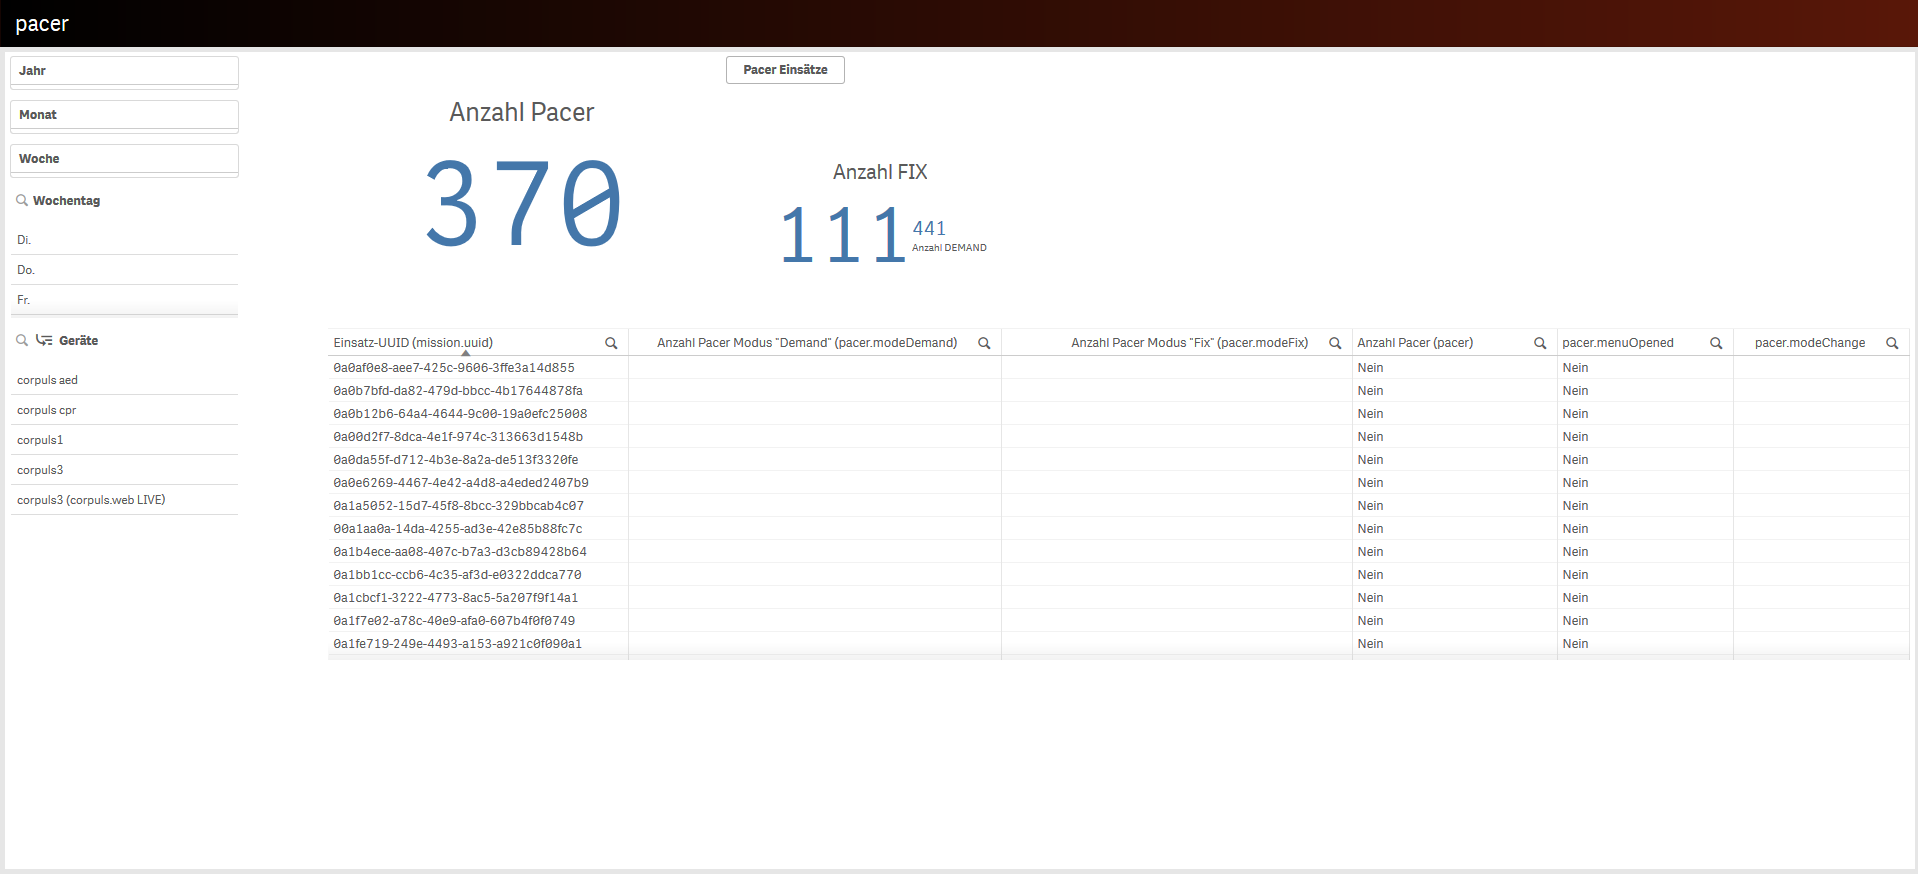 pacer
Jahr
Monat
Woche
Wochentag
Di.
Do.
Fr.
Geräte
corpuls aed
corpuls cpr
corpuls1
corpuls3
corpuls3 (corpuls.web LIVE)
Pacer Einsätze
Anzahl Pacer
370
Anzahl FIX
111
441
Anzahl DEMAND
Einsatz-UUID (mission.uuid) Anzahl Pacer Modus "Demand" (pacer.modeDemand) Anzahl Pacer Modus "Fix" (pacer.modeFix) Anzahl Pacer (pacer) pacer.menuOpened pacer.modeChange
0a0af0e8-aee7-425c-9606-3ffe3a14d855 Nein Nein
0a0b7bfd-da82-479d-bbcc-4b17644878fa Nein Nein
0a0b12b6-64a4-4644-9c00-19a0efc25008 Nein Nein
0a00d2f7-8dca-4e1f-974c-313663d1548b Nein Nein
0a0da55f-d712-4b3e-8a2a-de513f3320fe Nein Nein
0a0e6269-4467-4e42-a4d8-a4eded2407b9 Nein Nein
0a1a5052-15d7-45f8-8bcc-329bbcab4c07 Nein Nein
00a1aa0a-14da-4255-ad3e-42e85b88fc7c Nein Nein
0a1b4ece-aa08-407c-b7a3-d3cb89428b64 Nein Nein
0a1bb1cc-ccb6-4c35-af3d-e0322ddca770 Nein Nein
0a1cbcf1-3222-4773-8ac5-5a207f9f14a1 Nein Nein
0a1f7e02-a78c-40e9-afa0-607b4f0f0749 Nein Nein
0a1fe719-249e-4493-a153-a921c0f090a1 Nein Nein